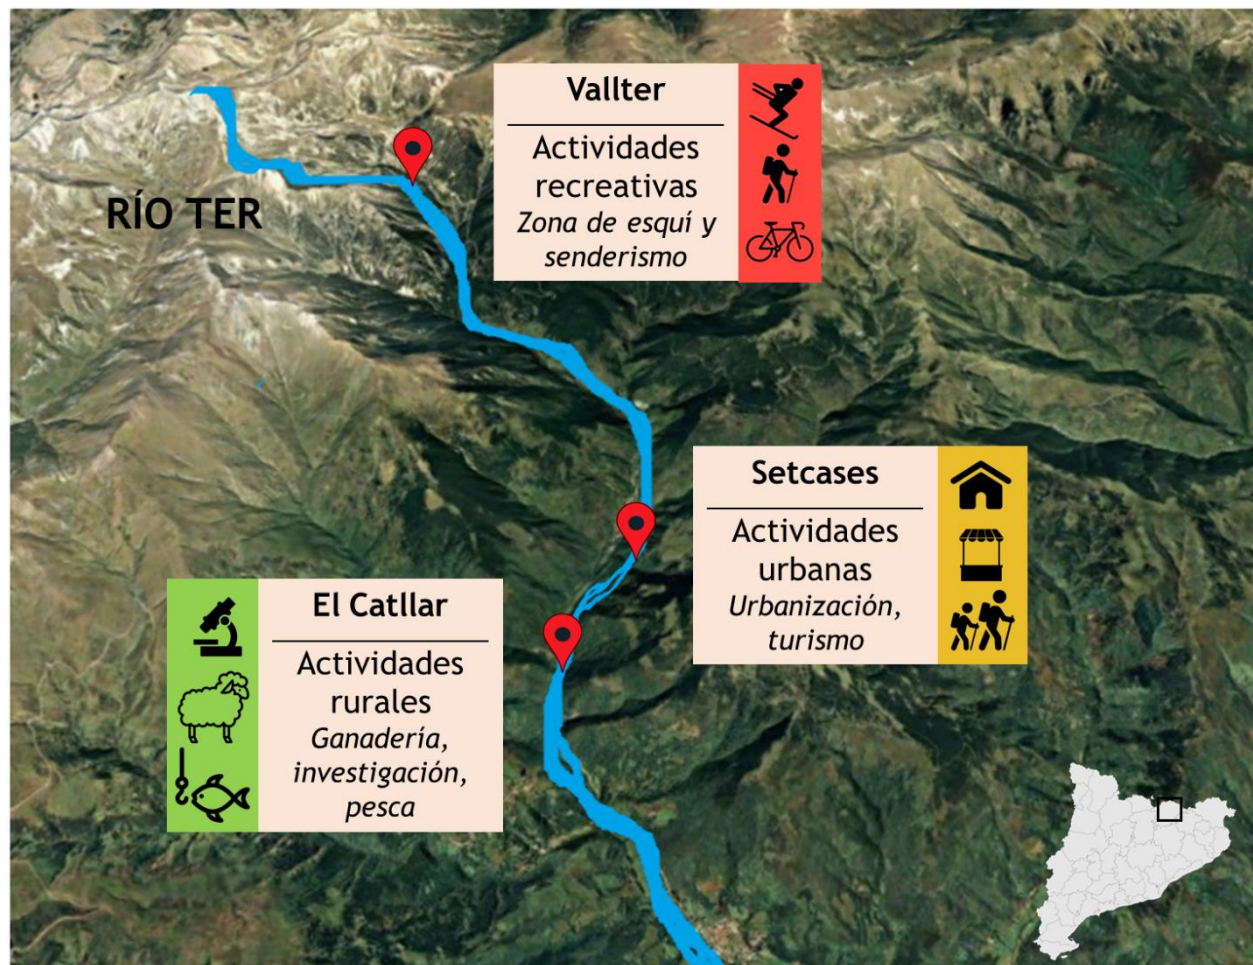 RÍO TER
Vallter
Actividades
recreativas
Zona de esquí y
senderismo
Setcases
Actividades
urbanas
Urbanización,
turismo
El Catllar
Actividades
rurales
Ganadería,
investigación,
pesca